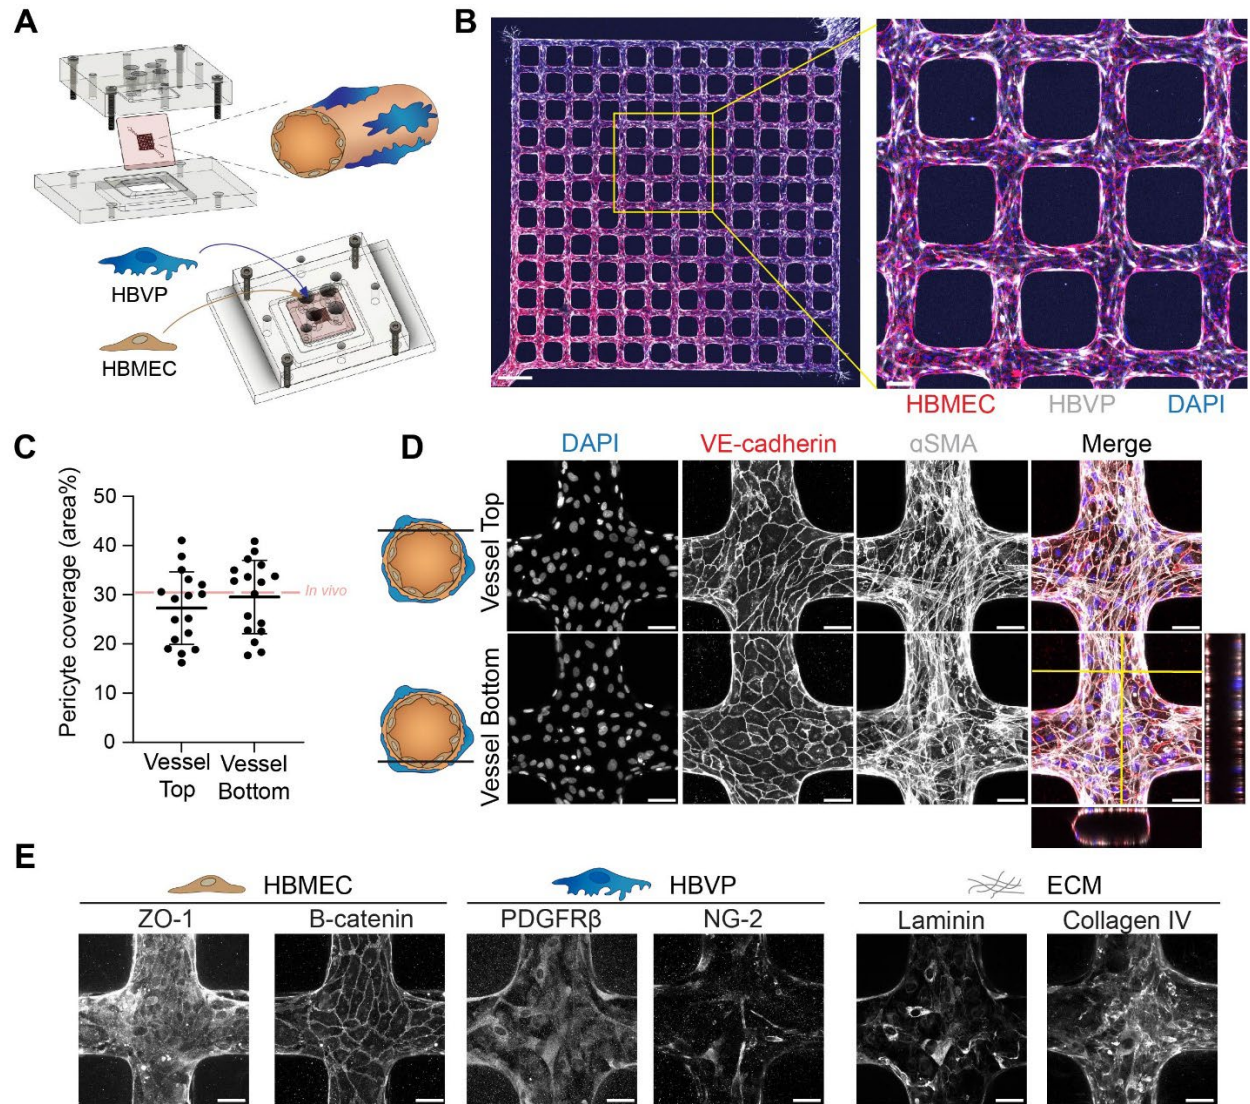 A
HBVP
HBMEC
B
HBMEC HBVP DAPI
C
Pericyte coverage (area%)
50
40
30
20
10
0
In vivo
Vessel
Top
Vessel
Bottom
D
DAPI VE-cadherin αSMA Merge
Vessel Top
Vessel Bottom
E
HBMEC HBVP ECM
ZO-1 B-catenin PDGFRβ NG-2 Laminin Collagen IV